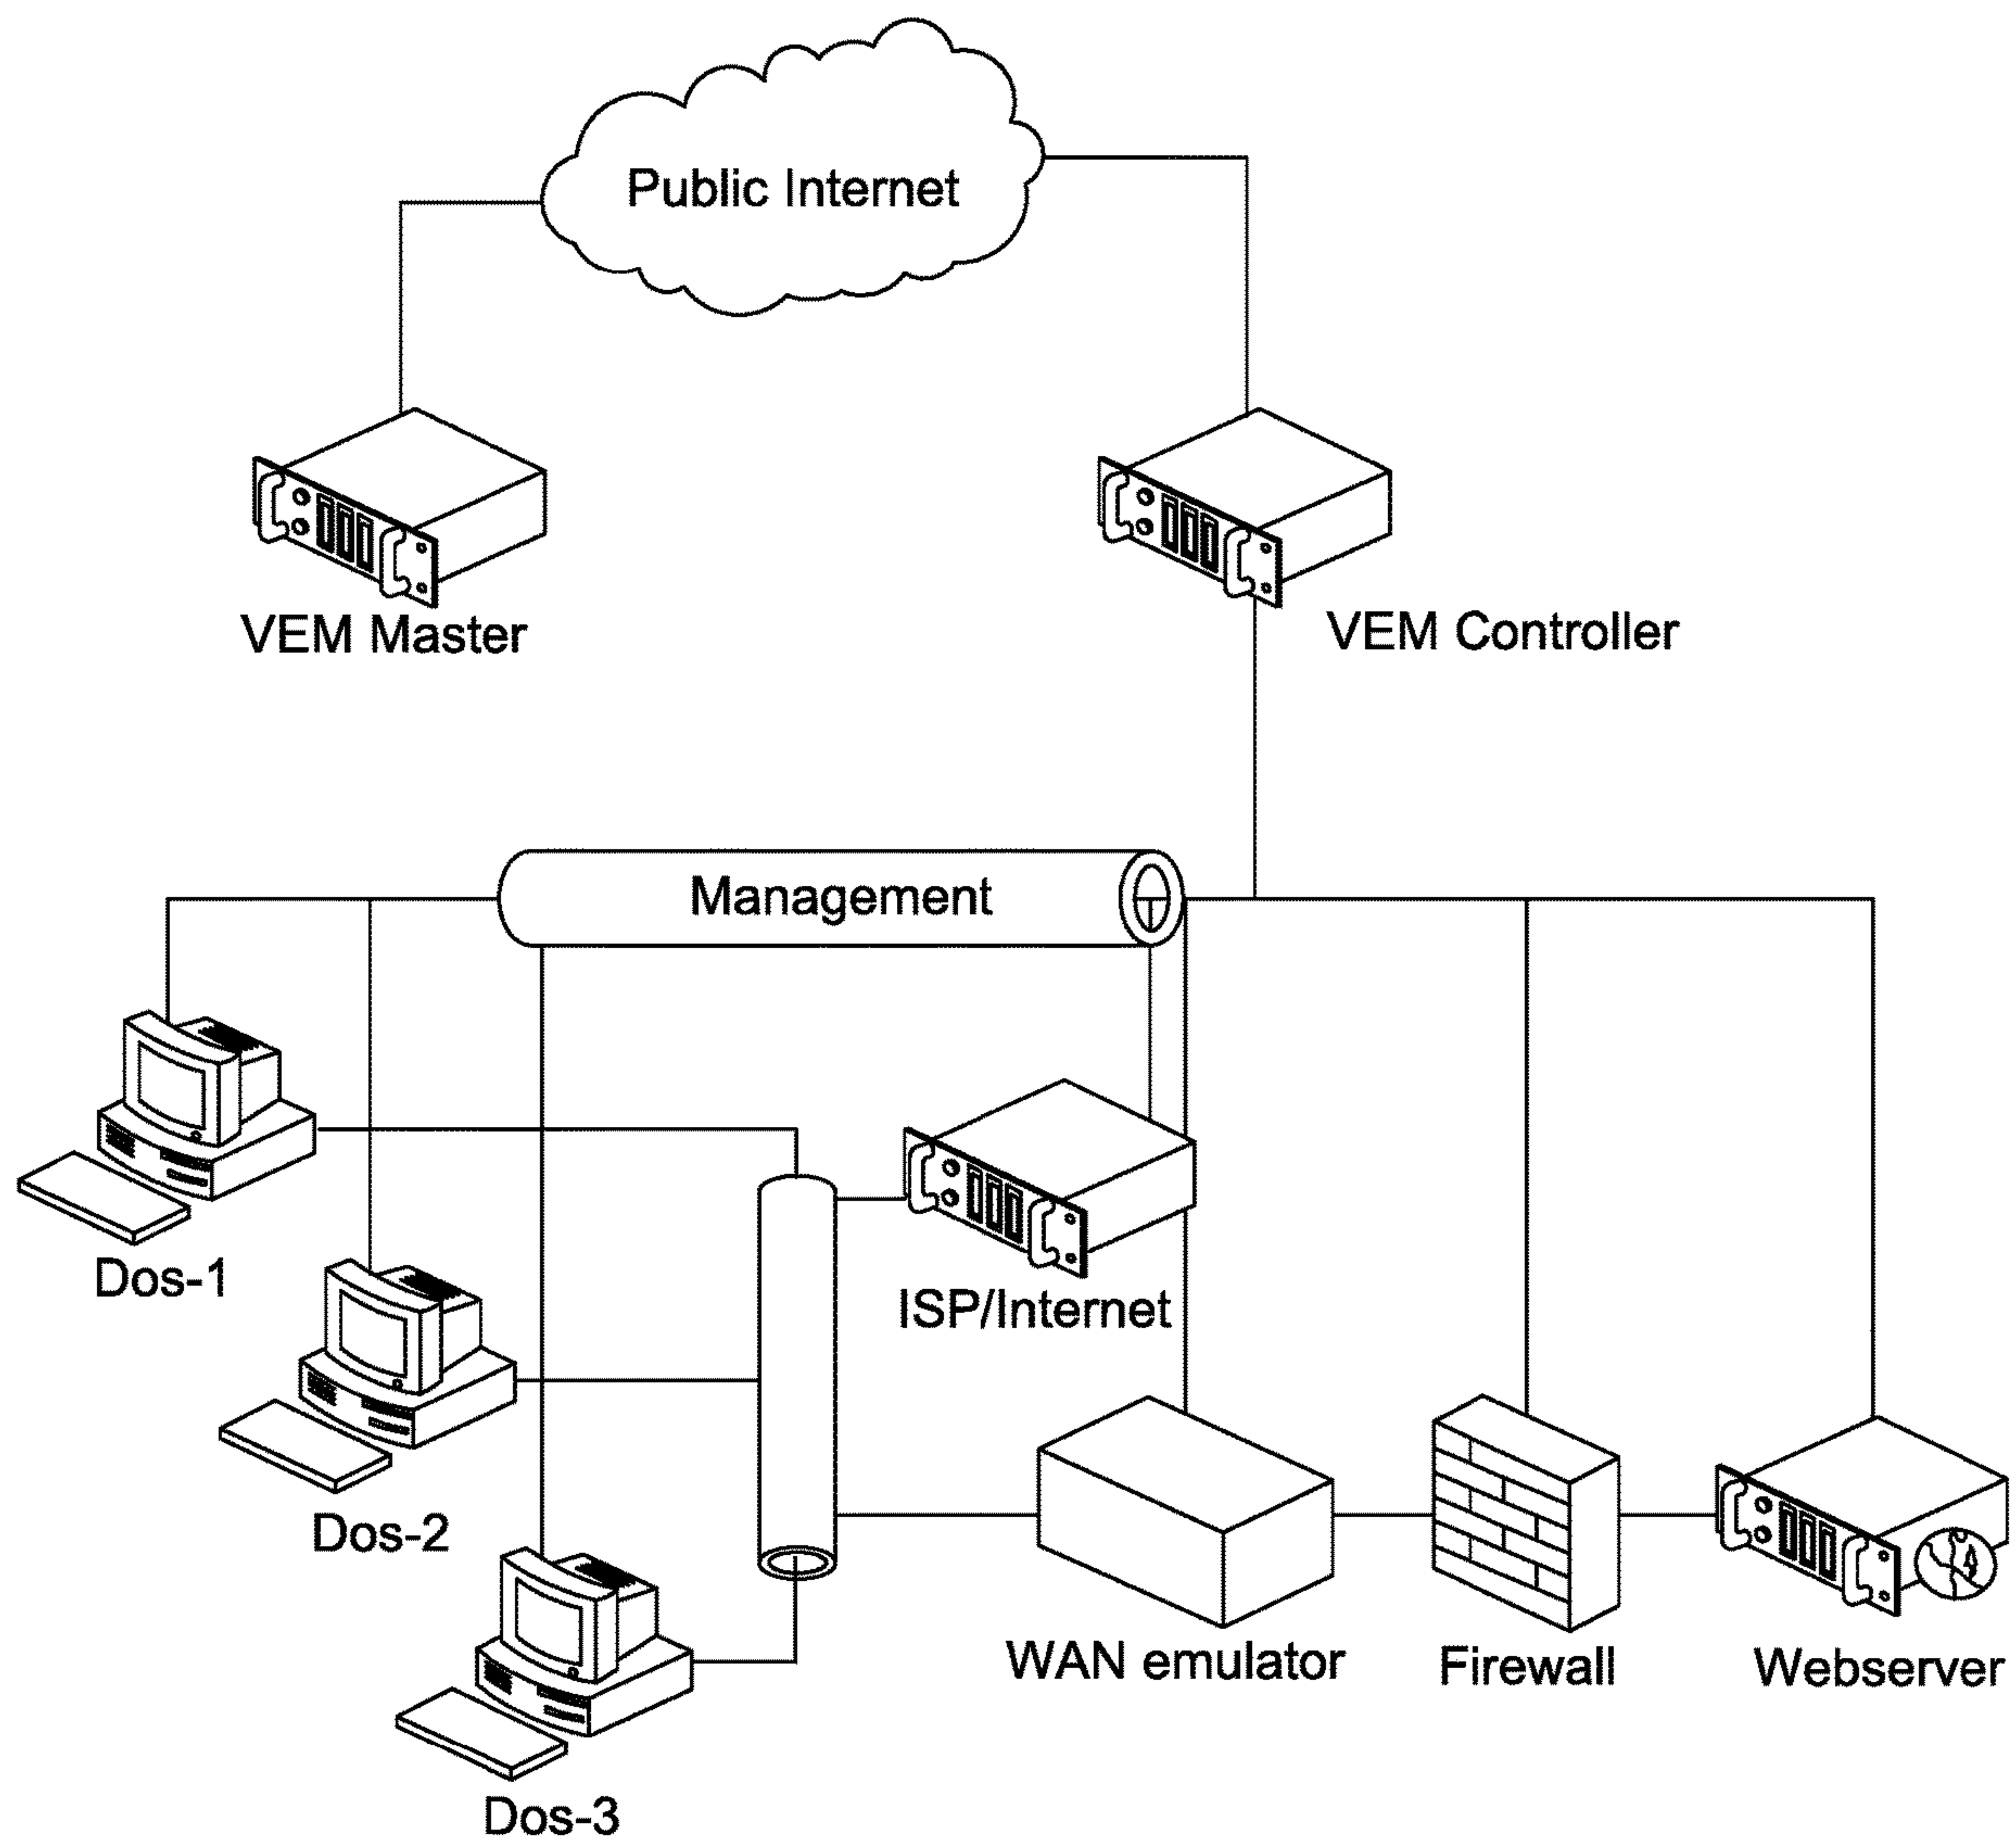 Public Internet
VEM Master
VEM Controller
Management
Dos-1
ISP/Internet
Dos-2
WAN emulator
Firewall
Webserver
Dos-3